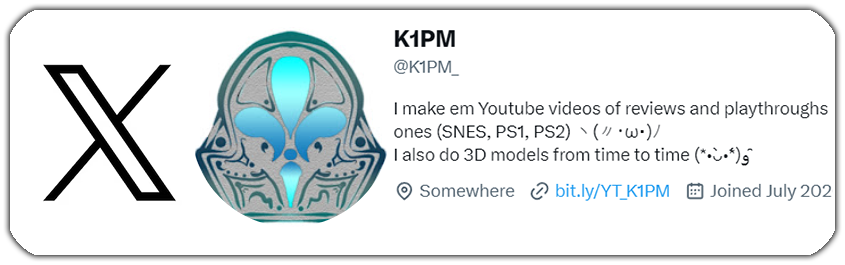 K1PM
@K1PM_
I make em Youtube videos of reviews and playthroughs
ones (SNES, PS1, PS2) ヽ(〃･ω･)ﾉ
I also do 3D models from time to time (*•̀ᴗ•́*)و ̑̑
Somewhere bit.ly/YT_K1PM Joined July 202